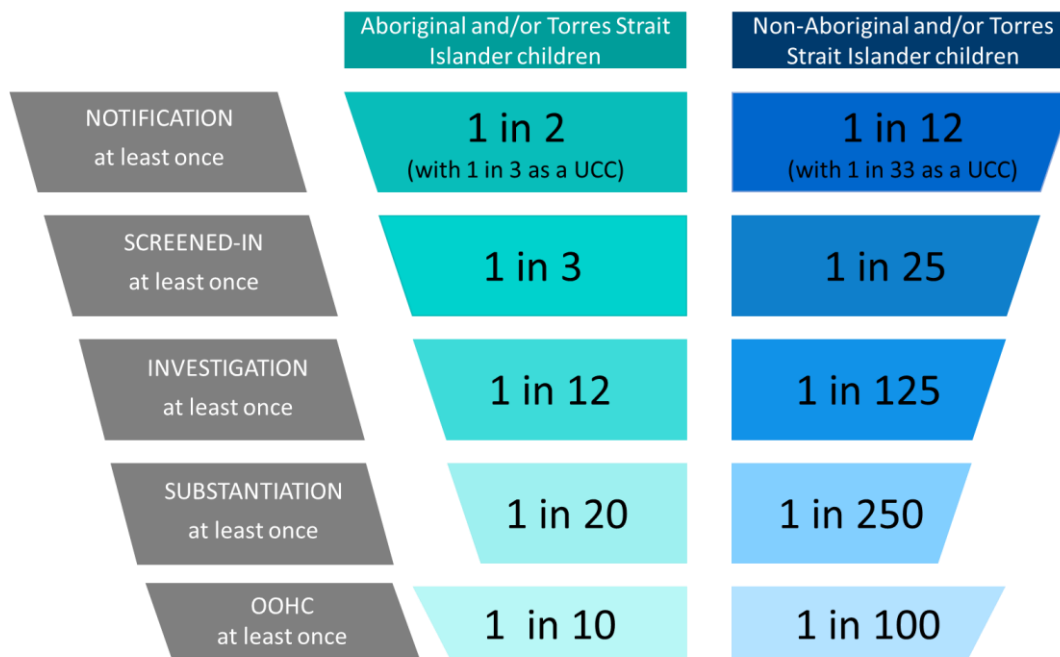 Aboriginal and/or Torres Strait
Islander children
Non-Aboriginal and/or Torres
Strait Islander children
NOTIFICATION
at least once
1 in 2
(with 1 in 3 as a UCC)
1 in 12
(with 1 in 33 as a UCC)
SCREENED-IN
at least once
1 in 3
1 in 25
INVESTIGATION
at least once
1 in 12
1 in 125
SUBSTANTIATION
at least once
1 in 20
1 in 250
OOHC
at least once
1 in 10
1 in 100